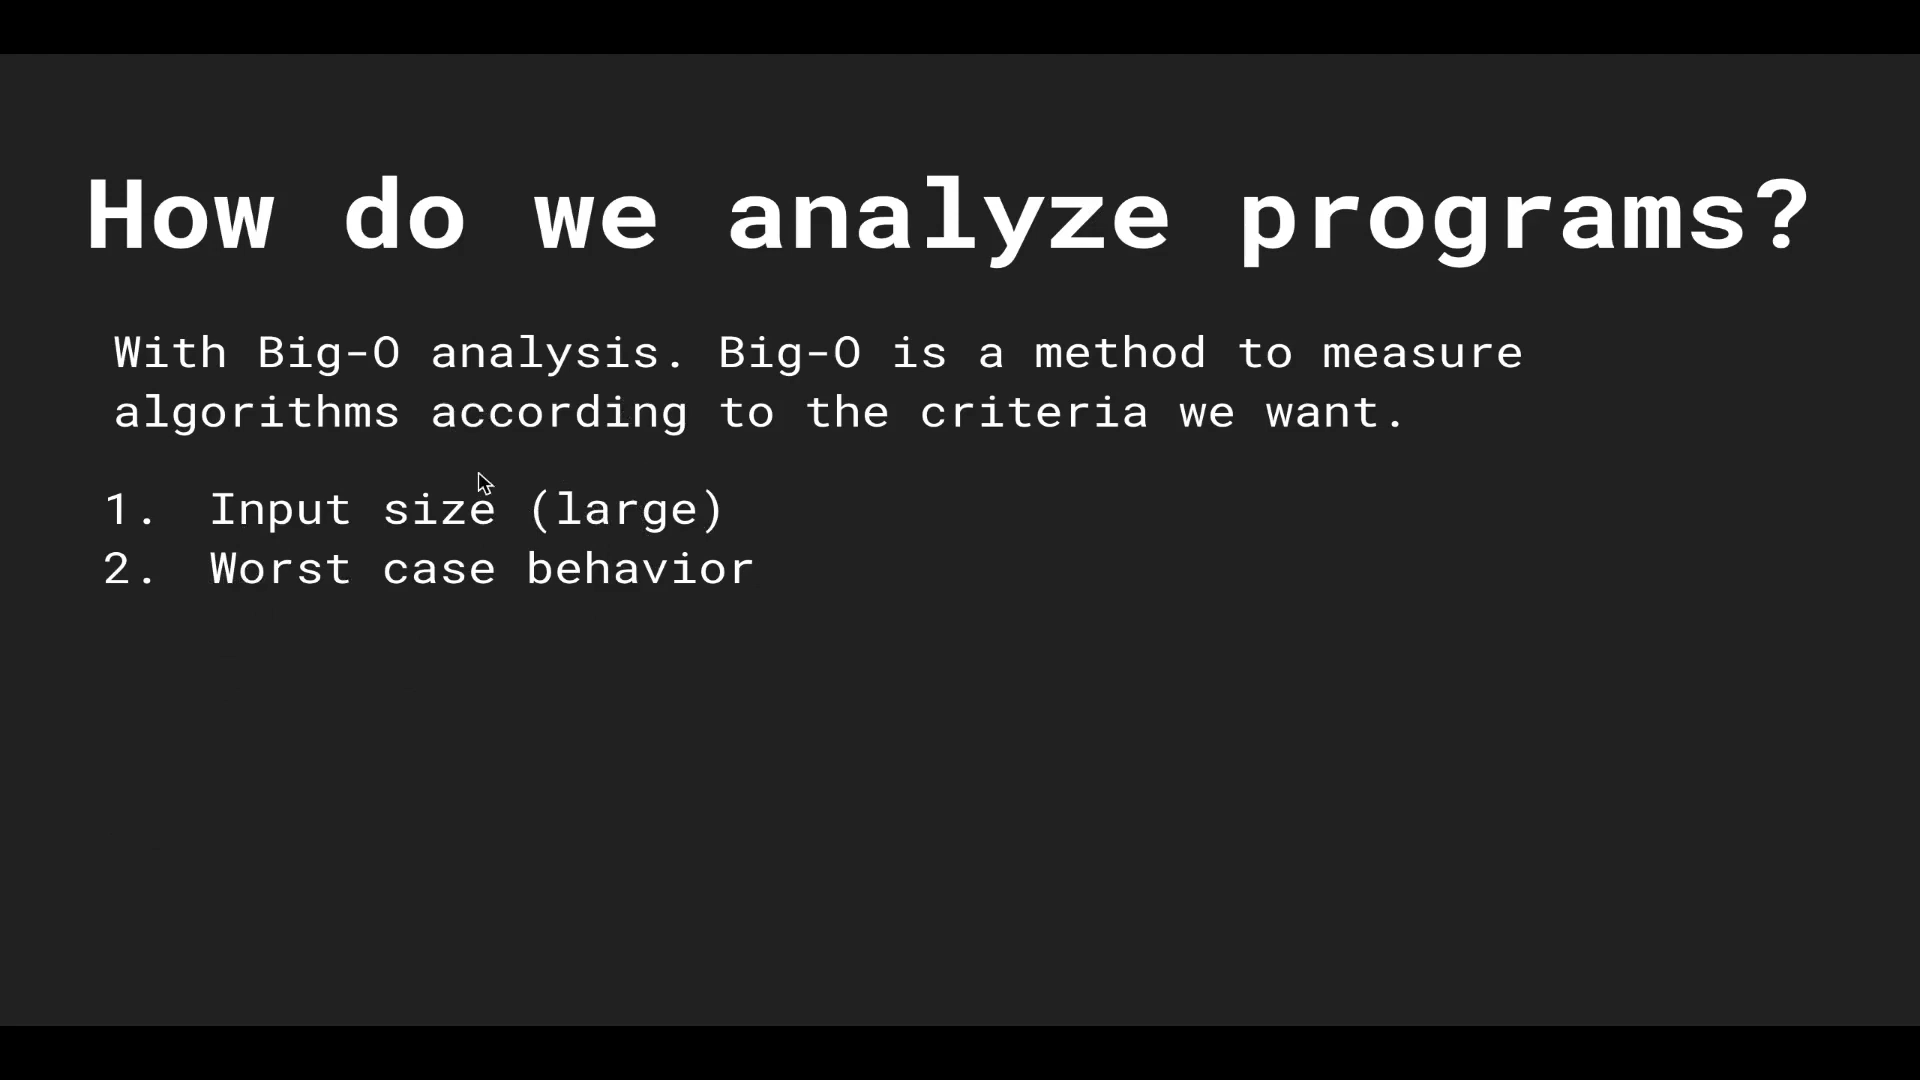 How do we analyze programs?
With Big-O analysis. Big-O is a method to measure
algorithms according to the criteria we want.
1. Input size (large)
2. Worst case behavior